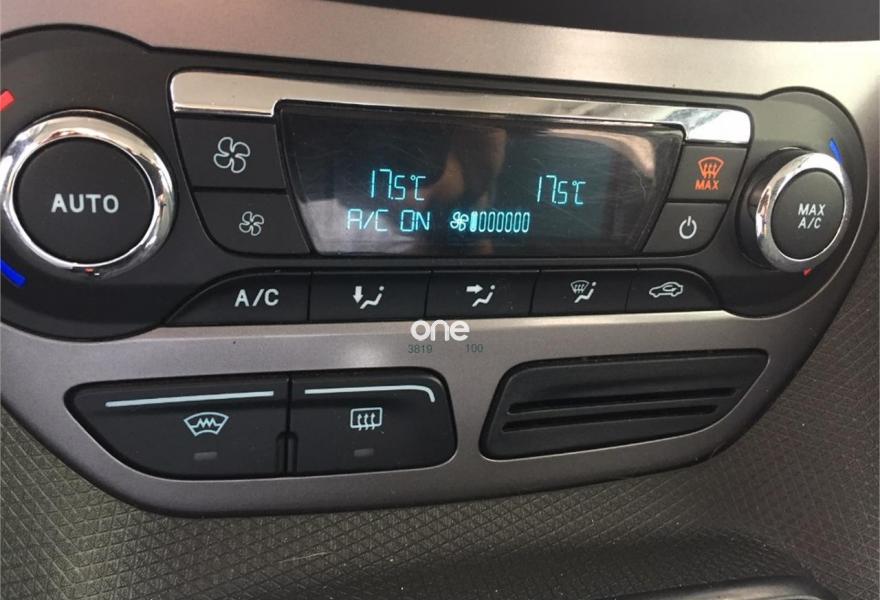 AUTO
17.5°C 17.5°C
A/C ON
MAX
MAX
A/C
A/C
one
3819 100